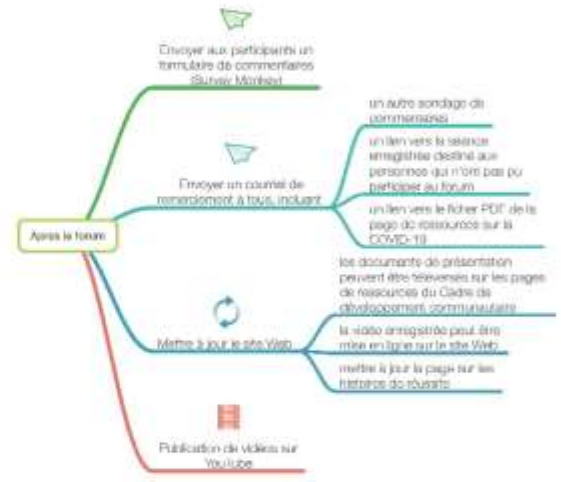 Envoyer aux participants un
formulaire de commentaires
(Survey Monkey)
un autre sondage de
commentaires
un lien vers la séance
enregistrée destiné aux
personnes qui n'ont pas pu
participer au forum
Envoyer un courriel de
remerciement à tous, incluant
un lien vers le fichier PDF de la
page de ressources sur la
COVID-19
Après le forum
les documents de présentation
peuvent être téléversés sur les pages
de ressources du Cadre de
développement communautaire
Mettre à jour le site Web
la vidéo enregistrée peut être
mise en ligne sur le site Web
mettre à jour la page sur les
histoires de réussite
Publication de vidéos sur
YouTube